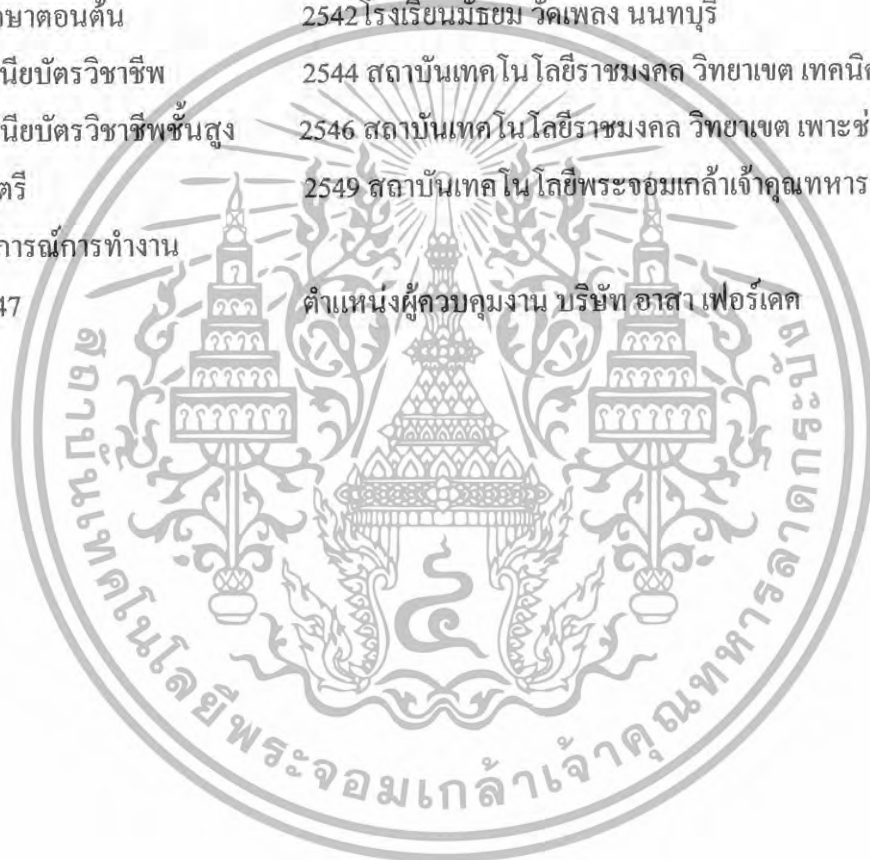 ษาตอนต้น 2542โรงเรียนมัธยม วัดเพลง นนทบุรี
นียบัตรวิชาชีพ 2544 สถาบันเทคโนโลยีราชมงคล วิทยาเขต เทคนิค
นียบัตรวิชาชีพชั้นสูง 2546 สถาบันเทคโนโลยีราชมงคล วิทยาเขต เพาะช่
ตรี 2549 สถาบันเทคโนโลยีพระจอมเกล้าเจ้าคุณทหาร
การณ์การทำงาน
47 ตำแหน่งผู้ควบคุมงาน บริษัท อาสา เฟอร์เดค
สถาบันเทคโนโลยีพระจอมเกล้าเจ้าคุณทหารลาดกระบัง
๔